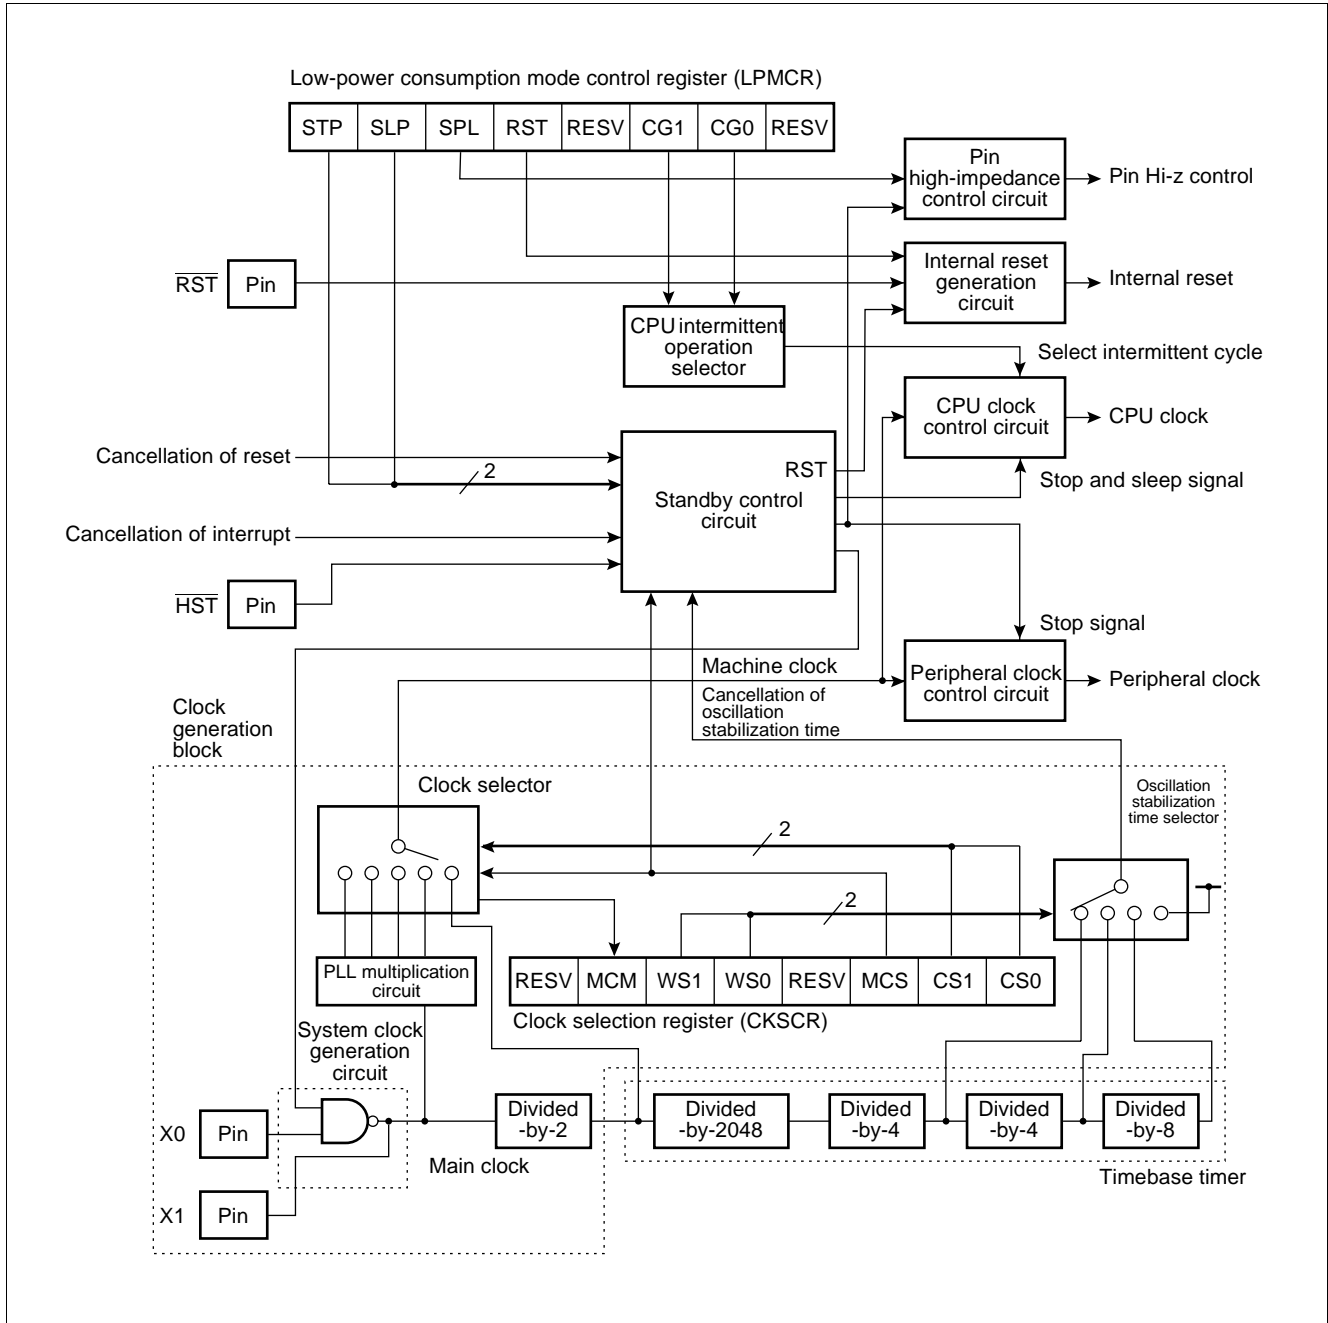 Low-power consumption mode control register (LPMCR)
STP SLP SPL RST RESV CG1 CG0 RESV
Pin
high-impedance
control circuit
Pin Hi-z control
RST
Pin
Internal reset
generation
circuit
Internal reset
CPU intermittent
operation
selector
Select intermittent cycle
CPU clock
control circuit
CPU clock
Cancellation of reset
2
RST
Standby control
circuit
Stop and sleep signal
Cancellation of interrupt
HST
Pin
Stop signal
Machine clock
Peripheral clock
control circuit
Peripheral clock
Cancellation of
oscillation
stabilization time
Clock
generation
block
Clock selector
Oscillation
stabilization
time selector
2
2
PLL multiplication
circuit
RESV MCM WS1 WS0 RESV MCS CS1 CS0
Clock selection register (CKSCR)
System clock
generation
circuit
X0
Pin
Divided
-by-2
Divided
-by-2048
Divided
-by-4
Divided
-by-4
Divided
-by-8
Main clock
Timebase timer
X1
Pin